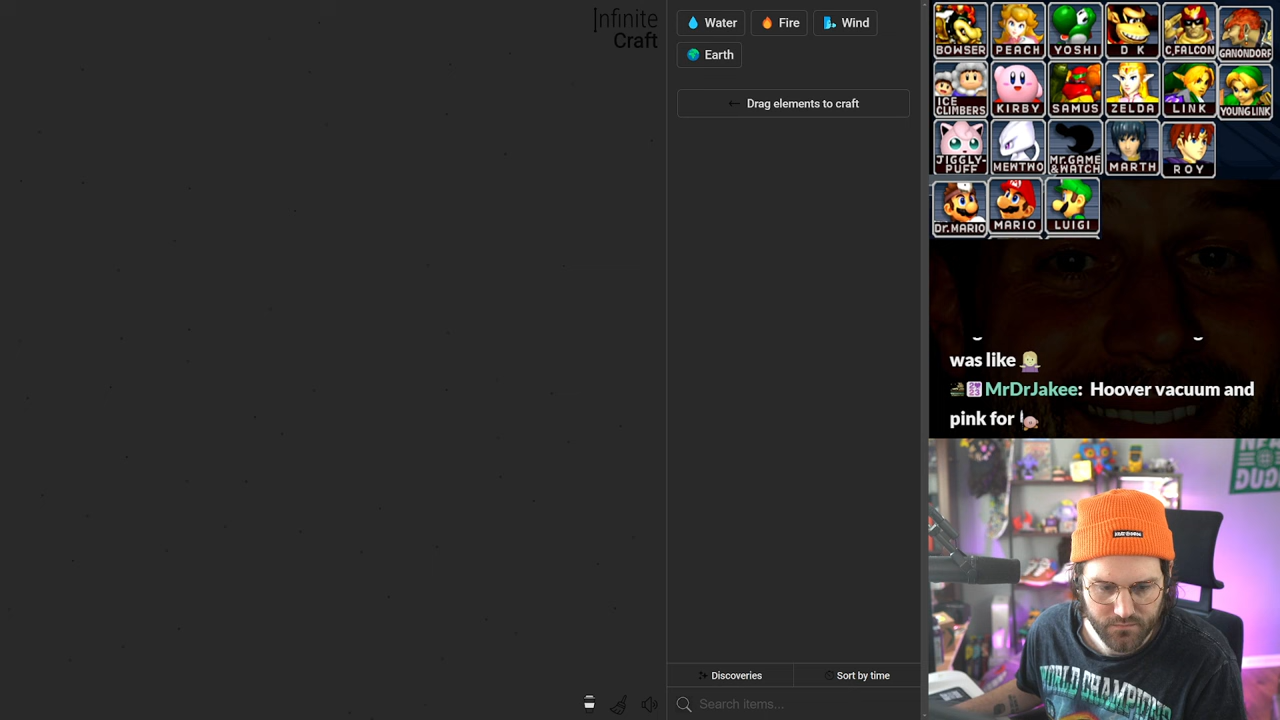 Infinite
Craft
Water
Fire
Wind
Earth
← Drag elements to craft
Discoveries
Sort by time
Search items...
BOWSER
PEACH
YOSHI
D K
C.FALCON
GANONDORF
ICE
CLIMBERS
KIRBY
SAMUS
ZELDA
LINK
YOUNG LINK
JIGGLY-
PUFF
MEWTWO
Mr.GAME
&WATCH
MARTH
ROY
Dr.MARIO
MARIO
LUIGI
was like
MrDrJakee: Hoover vacuum and
pink for
DUD
WORLD CHAMPIONS